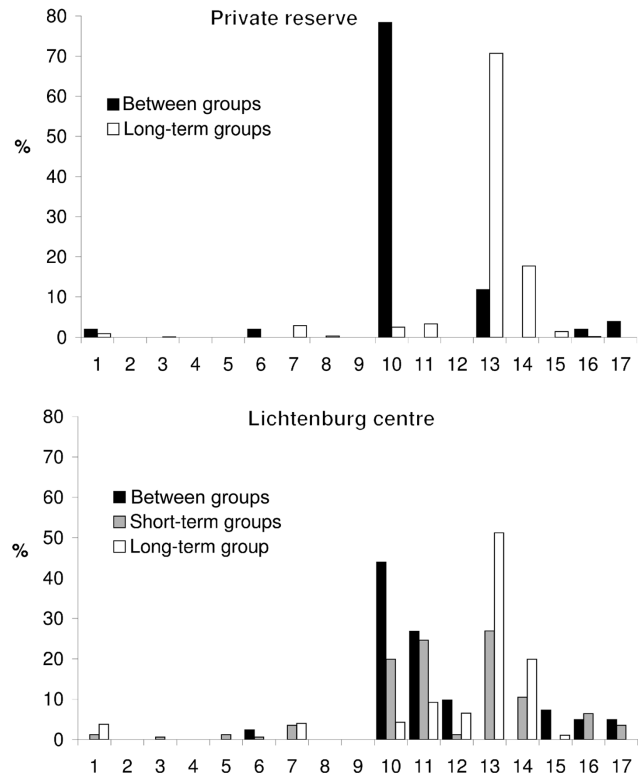 Private reserve
80
70
60
50
40
30
20
10
0
%
Between groups
Long-term groups
1 2 3 4 5 6 7 8 9 10 11 12 13 14 15 16 17
Lichtenburg centre
80
70
60
50
40
30
20
10
0
%
Between groups
Short-term groups
Long-term group
1 2 3 4 5 6 7 8 9 10 11 12 13 14 15 16 17